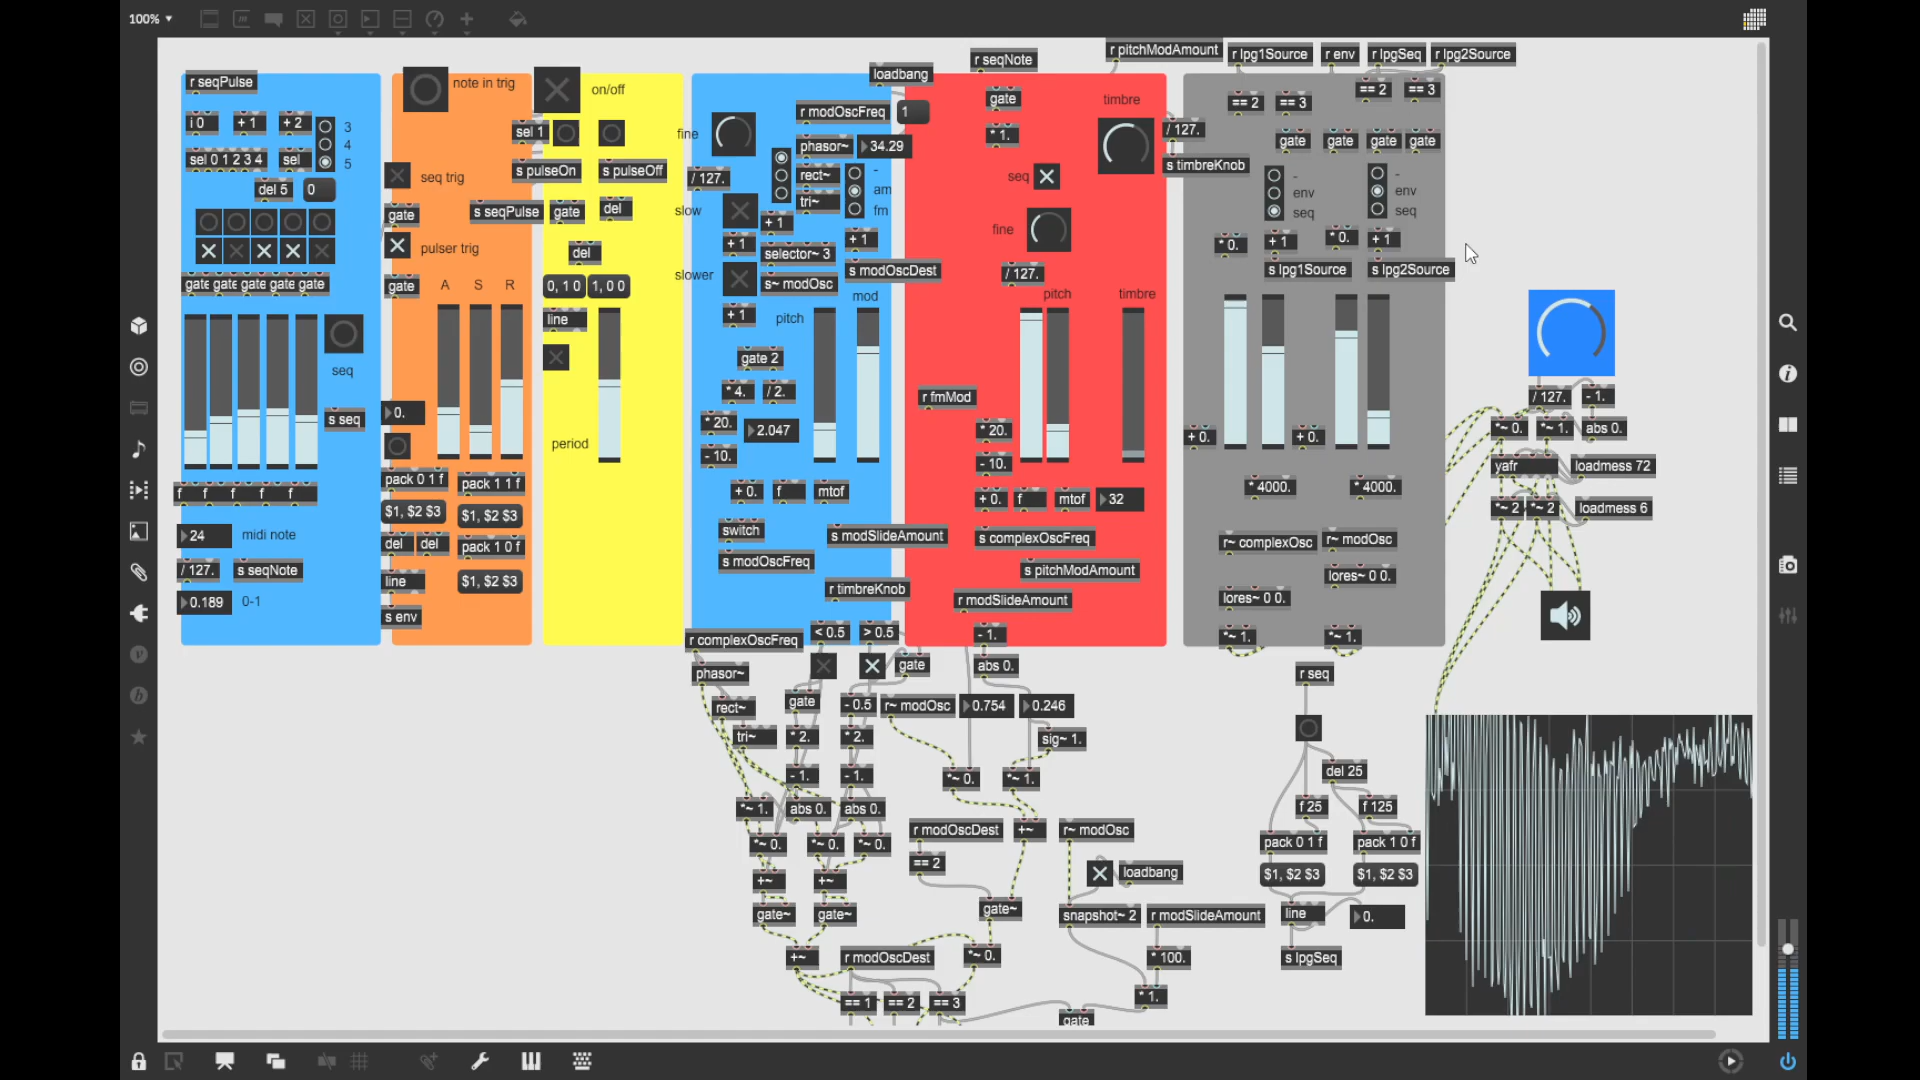 100%
r seqPulse
i 0
+ 1
+ 2
3
4
5
sel 0 1 2 3 4
sel
del 5
0
gate gate gate gate gate
seq
s seq
f f f f f
24
midi note
/ 127.
s seqNote
0.189
0-1
note in trig
seq trig
gate
pulser trig
gate
A S R
0.
pack 0 1 f
pack 1 1 f
$1, $2 $3
$1, $2 $3
del
del
pack 1 0 f
line
$1, $2 $3
s env
on/off
sel 1
s pulseOn
s pulseOff
s seqPulse
gate
del
del
0, 1 0
1, 0 0
line
period
loadbang
1
fine
r modOscFreq
phasor~
34.29
/ 127.
rect~
tri~
-
am
fm
slow
+ 1
+ 1
+ 1
selector~ 3
s modOscDest
slower
s~ modOsc
mod
+ 1
pitch
gate 2
* 4.
/ 2.
* 20.
2.047
- 10.
+ 0.
f
mtof
switch
s modSlideAmount
s modOscFreq
r timbreKnob
r seqNote
gate
* 1.
timbre
seq
fine
/ 127.
pitch
timbre
r fmMod
* 20.
- 10.
+ 0.
f
mtof
32
s complexOscFreq
s pitchModAmount
r modSlideAmount
r pitchModAmount
/ 127.
s timbreKnob
r lpg1Source
r env
r lpgSeq
r lpg2Source
== 2
== 3
== 2
== 3
gate
gate
gate
gate
-
env
seq
-
env
seq
* 0.
+ 1
* 0.
+ 1
s lpg1Source
s lpg2Source
+ 0.
+ 0.
* 4000.
* 4000.
r~ complexOsc
r~ modOsc
lores~ 0 0.
lores~ 0 0.
*~ 1.
*~ 1.
/ 127.
- 1.
*~ 0.
*~ 1.
abs 0.
yafr
loadmess 72
*~ 2
*~ 2
loadmess 6
r complexOscFreq
< 0.5
> 0.5
- 1.
phasor~
gate
abs 0.
rect~
gate
- 0.5
r~ modOsc
0.754
0.246
tri~
* 2.
* 2.
sig~ 1.
- 1.
- 1.
*~ 0.
*~ 1.
*~ 1.
abs 0.
abs 0.
*~ 0.
*~ 0.
*~ 0.
r modOscDest
+~
r~ modOsc
== 2
loadbang
+~
+~
gate~
gate~
gate~
snapshot~ 2
r modSlideAmount
+~
r modOscDest
*~ 0.
* 100.
== 1
== 2
== 3
* 1.
gate
r seq
del 25
f 25
f 125
pack 0 1 f
pack 1 0 f
$1, $2 $3
$1, $2 $3
line
0.
s lpgSeq